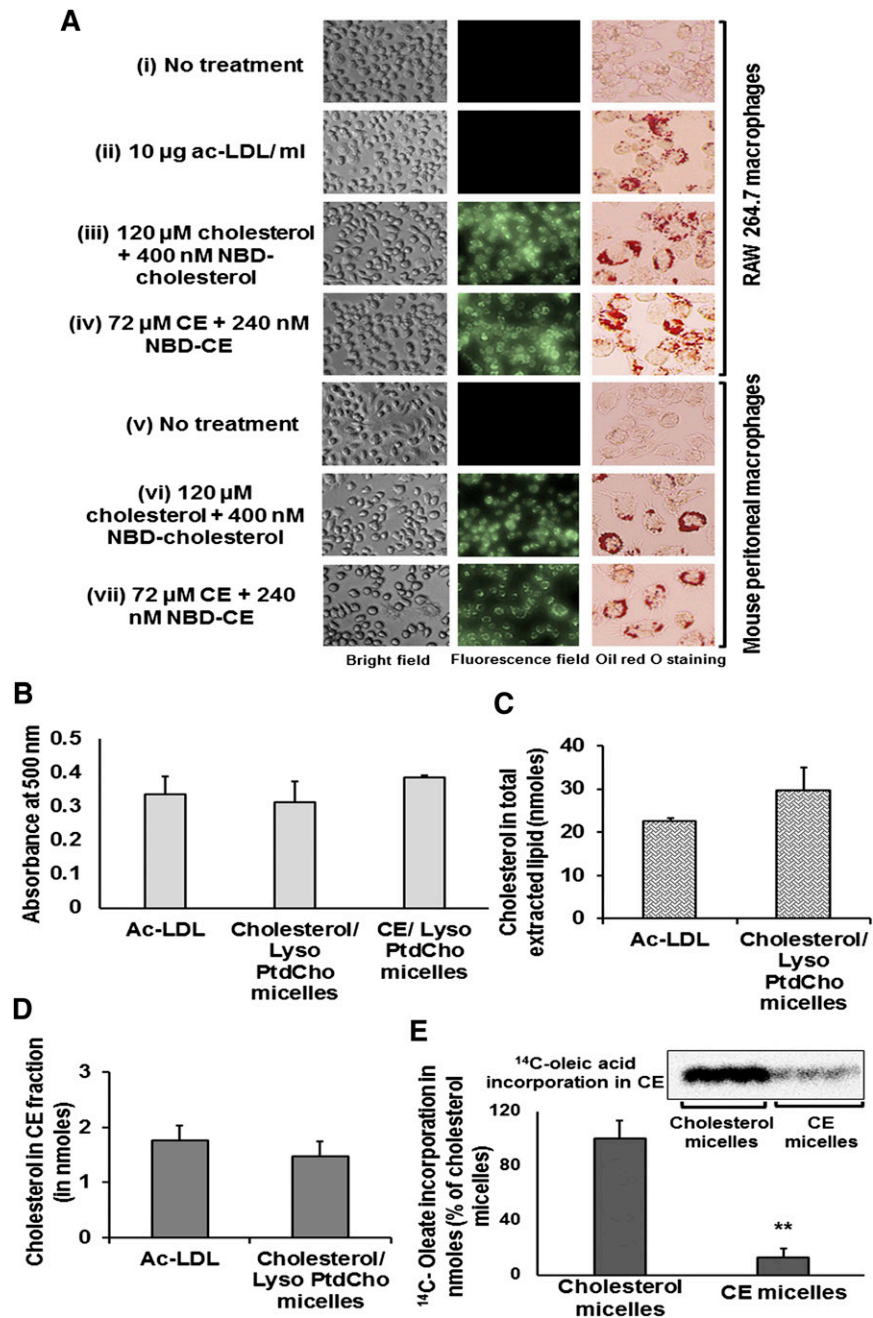 A
(i) No treatment
(ii) 10 µg ac-LDL/ ml
(iii) 120 µM cholesterol
+ 400 nM NBD-
cholesterol
(iv) 72 µM CE + 240 nM
NBD-CE
(v) No treatment
(vi) 120 µM
cholesterol + 400 nM
NBD-cholesterol
(vii) 72 µM CE + 240
nM NBD-CE
Bright field
Fluorescence field
Oil red O staining
RAW 264.7 macrophages
Mouse peritoneal macrophages
B
Absorbance at 500 nm
0.5
0.4
0.3
0.2
0.1
0
Ac-LDL
Cholesterol/
Lyso
PtdCho
micelles
CE/ Lyso
PtdCho
micelles
C
Cholesterol in total
extracted lipid (nmoles)
40
30
20
10
0
Ac-LDL
Cholesterol/
Lyso
PtdCho
micelles
D
Cholesterol in CE fraction
(in nmoles)
3
2
1
0
Ac-LDL
Cholesterol/
Lyso PtdCho
micelles
E
¹⁴C-oleic acid
incorporation in CE
Cholesterol
micelles
CE
micelles
¹⁴C- Oleate incorporation in
nmoles (% of cholesterol
micelles)
120
80
40
0
**
Cholesterol
micelles
CE micelles